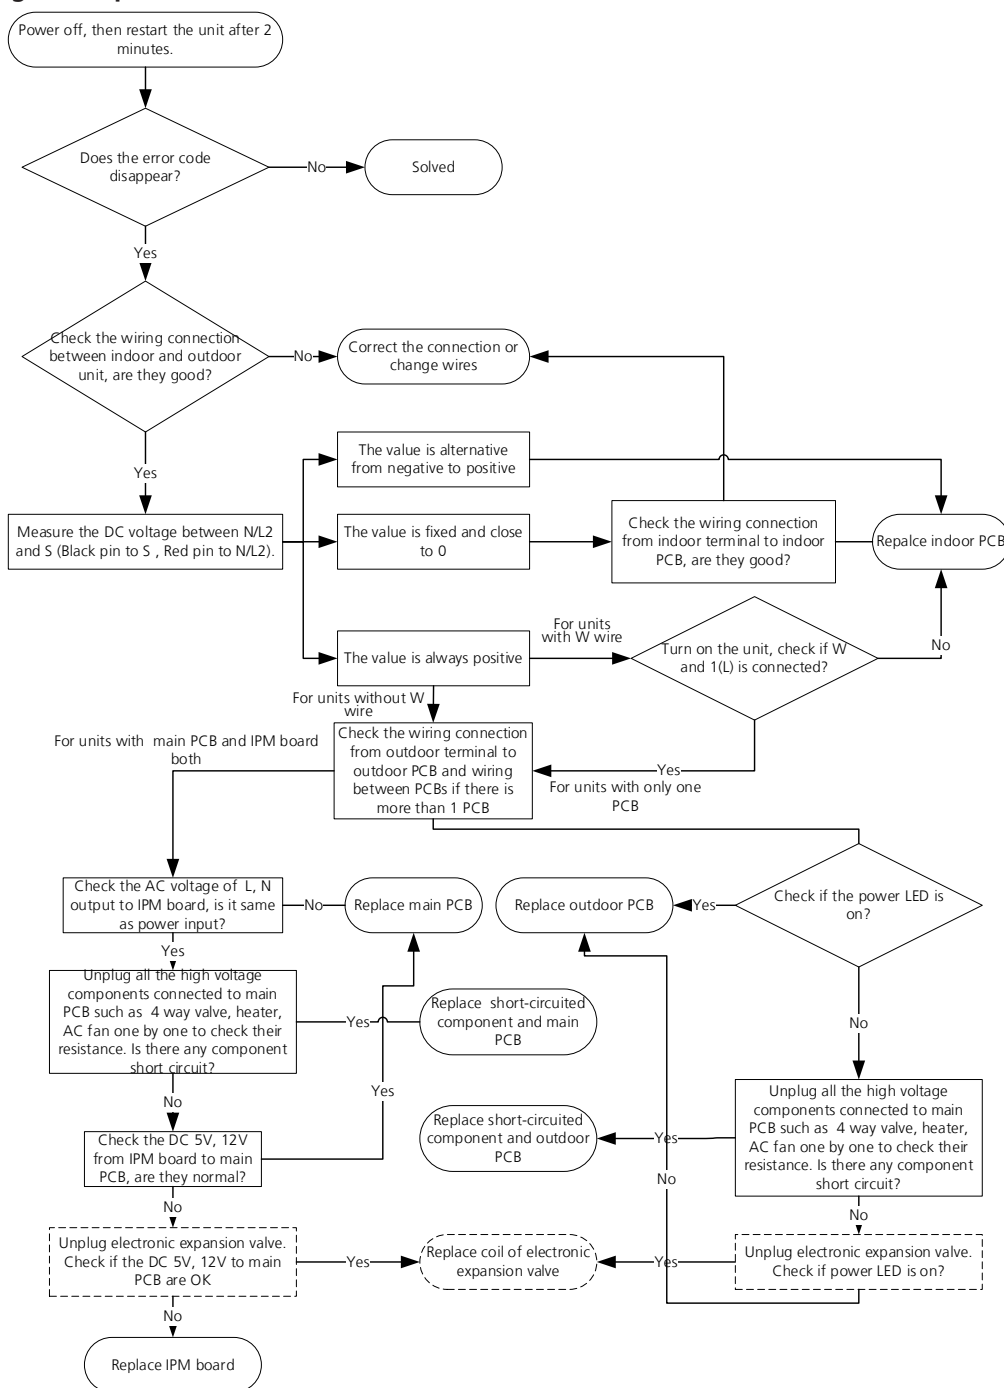 Power off, then restart the unit after 2
minutes.
Does the error code
disappear?
No
Solved
Yes
Check the wiring connection
between indoor and outdoor
unit, are they good?
No
Correct the connection or
change wires
Yes
The value is alternative
from negative to positive
Measure the DC voltage between N/L2
and S (Black pin to S , Red pin to N/L2).
The value is fixed and close
to 0
Check the wiring connection
from indoor terminal to indoor
PCB, are they good?
Repalce indoor PCB
The value is always positive
For units
with W wire
Turn on the unit, check if W
and 1(L) is connected?
No
For units without W
wire
Yes
For units with only one
PCB
Check the wiring connection
from outdoor terminal to
outdoor PCB and wiring
between PCBs if there is
more than 1 PCB
For units with  main PCB and IPM board
both
Check the AC voltage of  L, N
output to IPM board, is it same
as power input?
No
Replace main PCB
Replace outdoor PCB
Yes
Check if the power LED is
on?
Yes
Unplug all the high voltage
components connected to main
PCB such as  4 way valve, heater,
AC fan one by one to check their
resistance. Is there any component
short circuit?
Yes
Replace  short-circuited
component and main
PCB
No
No
Yes
Check the DC 5V, 12V
from IPM board to main
PCB, are they normal?
Replace short-circuited
component and outdoor
PCB
Yes
Unplug all the high voltage
components connected to main
PCB such as  4 way valve, heater,
AC fan one by one to check their
resistance. Is there any component
short circuit?
No
No
No
Unplug electronic expansion valve.
Check if the DC 5V, 12V to main
PCB are OK
Yes
Replace coil of electronic
expansion valve
Yes
Unplug electronic expansion valve.
Check if power LED is on?
No
Replace IPM board